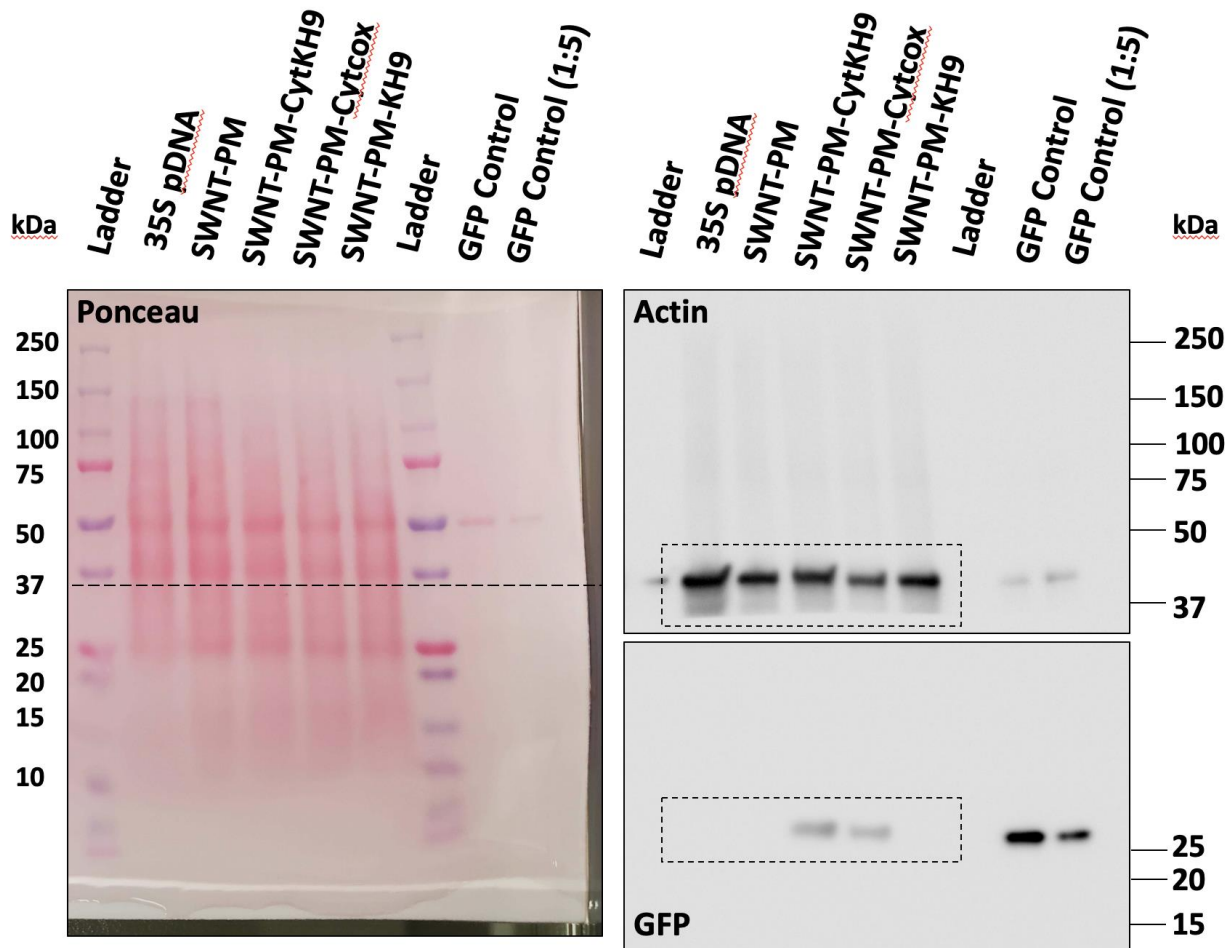 Ladder
35S pDNA
SWNT-PM
SWNT-PM-CytKH9
SWNT-PM-Cytcox
SWNT-PM-KH9
Ladder
GFP Control
GFP Control (1:5)
kDa
Ponceau
250
150
100
75
50
37
25
20
15
10
Ladder
35S pDNA
SWNT-PM
SWNT-PM-CytKH9
SWNT-PM-Cytcox
SWNT-PM-KH9
Ladder
GFP Control
GFP Control (1:5)
kDa
Actin
250
150
100
75
50
37
25
20
15
GFP